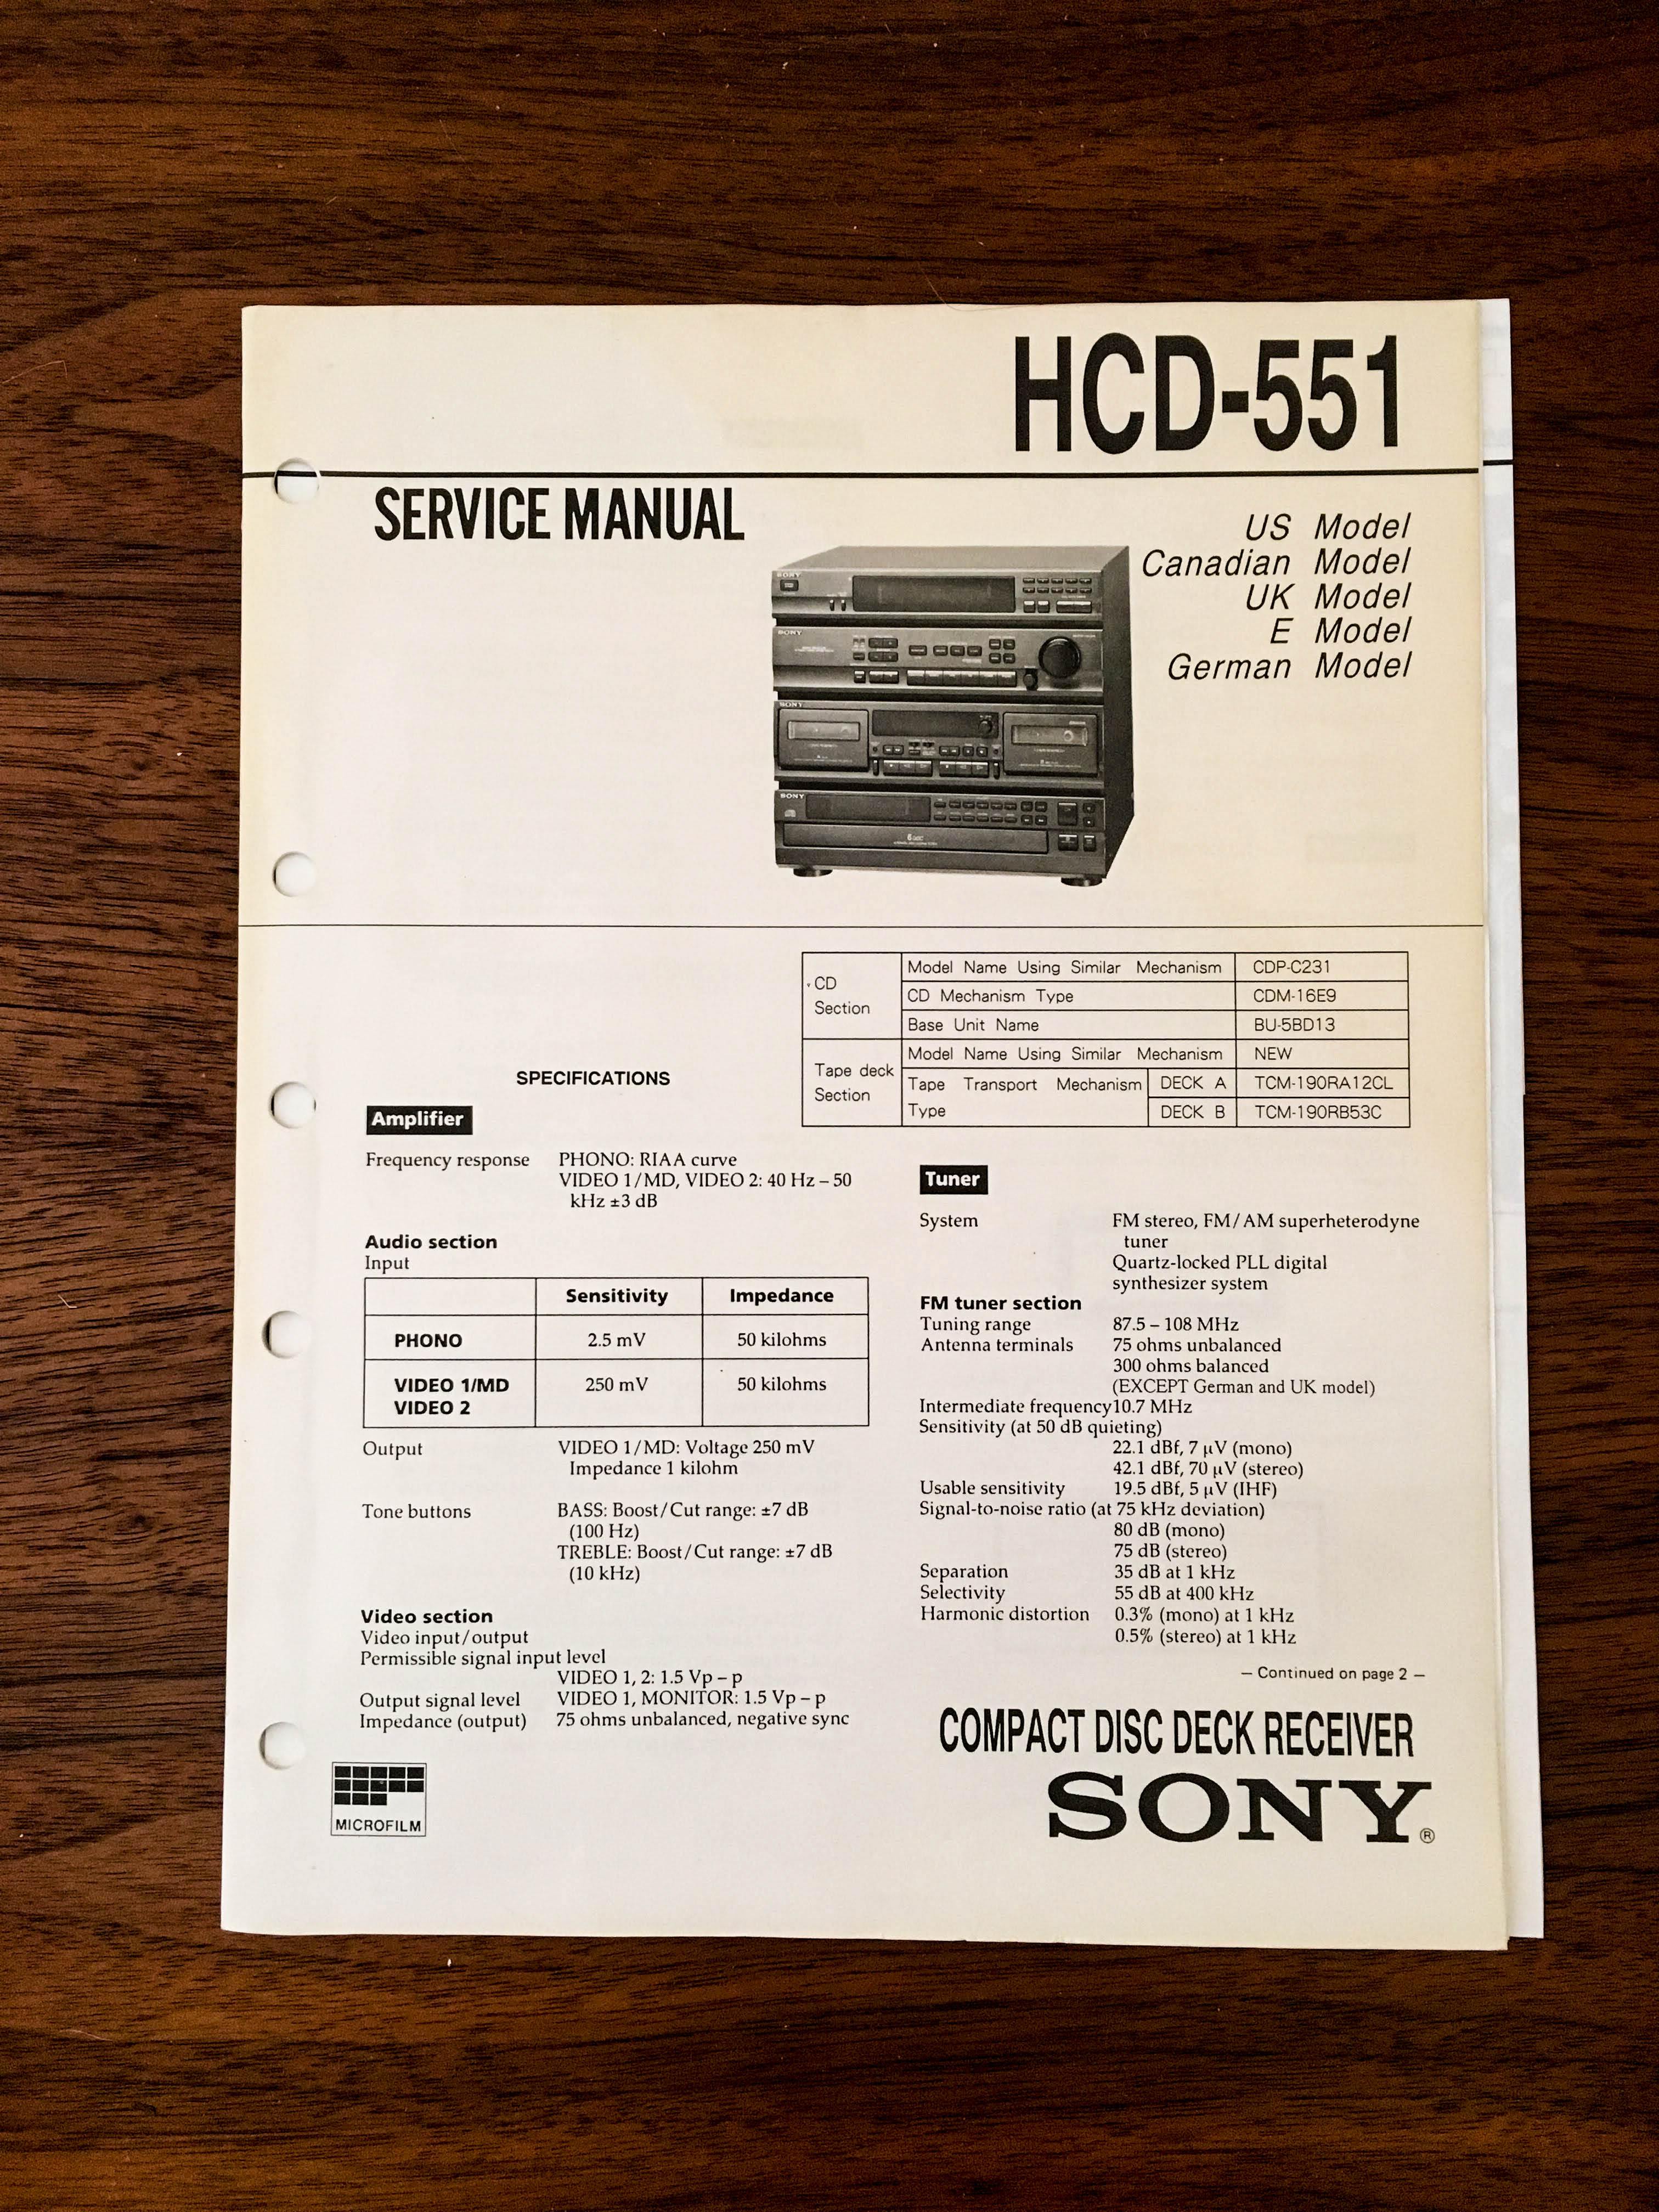 HCD-551
SERVICE MANUAL
US Model
Canadian Model
UK Model
E Model
German Model
SONY
SONY
SONY
SONY
CD Section
Model Name Using Similar Mechanism CDP-C231
CD Mechanism Type CDM-16E9
Base Unit Name BU-5BD13
Tape deck Section
Model Name Using Similar Mechanism NEW
Tape Transport Mechanism Type
DECK A TCM-190RA12CL
DECK B TCM-190RB53C
SPECIFICATIONS
Amplifier
Frequency response PHONO: RIAA curve
VIDEO 1/MD, VIDEO 2: 40 Hz – 50
kHz ±3 dB
Audio section
Input
Sensitivity Impedance
PHONO 2.5 mV 50 kilohms
VIDEO 1/MD 250 mV 50 kilohms
VIDEO 2
Output VIDEO 1/MD: Voltage 250 mV
Impedance 1 kilohm
Tone buttons BASS: Boost/Cut range: ±7 dB
(100 Hz)
TREBLE: Boost/Cut range: ±7 dB
(10 kHz)
Video section
Video input/output
Permissible signal input level
VIDEO 1, 2: 1.5 Vp – p
Output signal level VIDEO 1, MONITOR: 1.5 Vp – p
Impedance (output) 75 ohms unbalanced, negative sync
MICROFILM
Tuner
System FM stereo, FM/AM superheterodyne
tuner
Quartz-locked PLL digital
synthesizer system
FM tuner section
Tuning range 87.5 – 108 MHz
Antenna terminals 75 ohms unbalanced
300 ohms balanced
(EXCEPT German and UK model)
Intermediate frequency 10.7 MHz
Sensitivity (at 50 dB quieting)
22.1 dBf, 7 µV (mono)
42.1 dBf, 70 µV (stereo)
Usable sensitivity 19.5 dBf, 5 µV (IHF)
Signal-to-noise ratio (at 75 kHz deviation)
80 dB (mono)
75 dB (stereo)
Separation 35 dB at 1 kHz
Selectivity 55 dB at 400 kHz
Harmonic distortion 0.3% (mono) at 1 kHz
0.5% (stereo) at 1 kHz
— Continued on page 2 —
COMPACT DISC DECK RECEIVER
SONY®